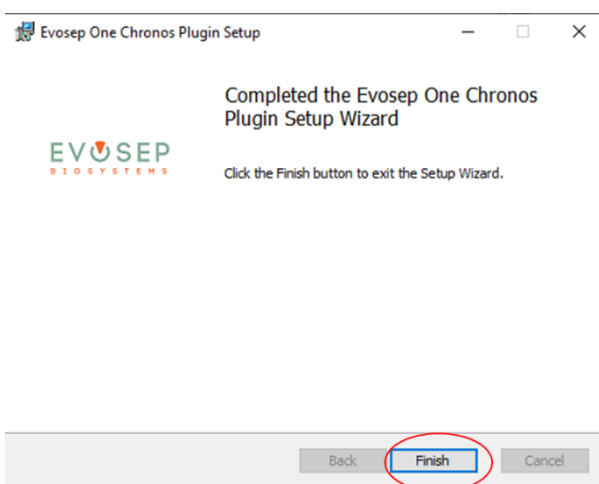 Evosep One Chronos Plugin Setup
Completed the Evosep One Chronos
Plugin Setup Wizard
EVOSEP
BIOSYSTEMS
Click the Finish button to exit the Setup Wizard.
Back
Finish
Cancel